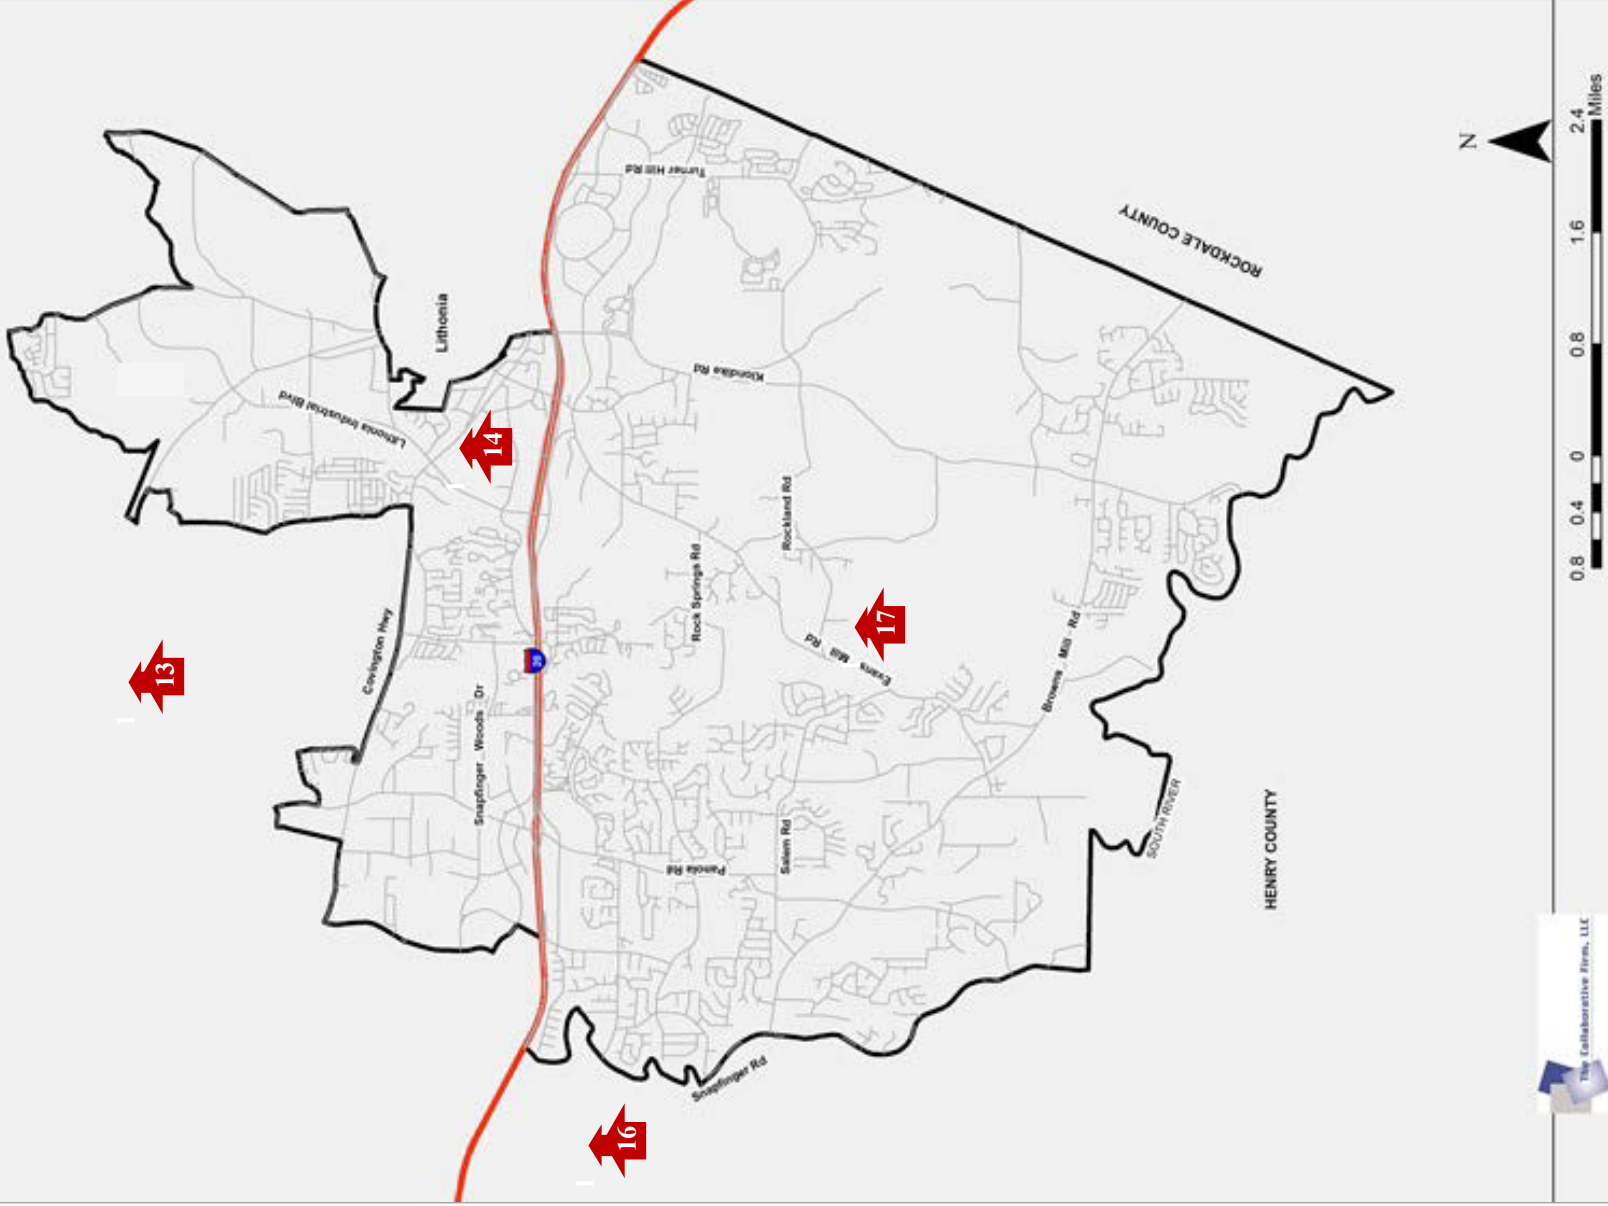 N
Lithonia
Turner Hill Rd
ROCKDALE COUNTY
Klondike Rd
Lithonia Industrial Blvd
14
Rockland Rd
Rock Springs Rd
17
Evans Mill Rd
Browns Mill Rd
Covington Hwy
13
20
Snapfinger Woods Dr
Panola Rd
Salem Rd
SOUTH RIVER
HENRY COUNTY
Snapfinger Rd
16
0.8 0.4 0 0.8 1.6 2.4
Miles
The Collaborative Firm, LLC